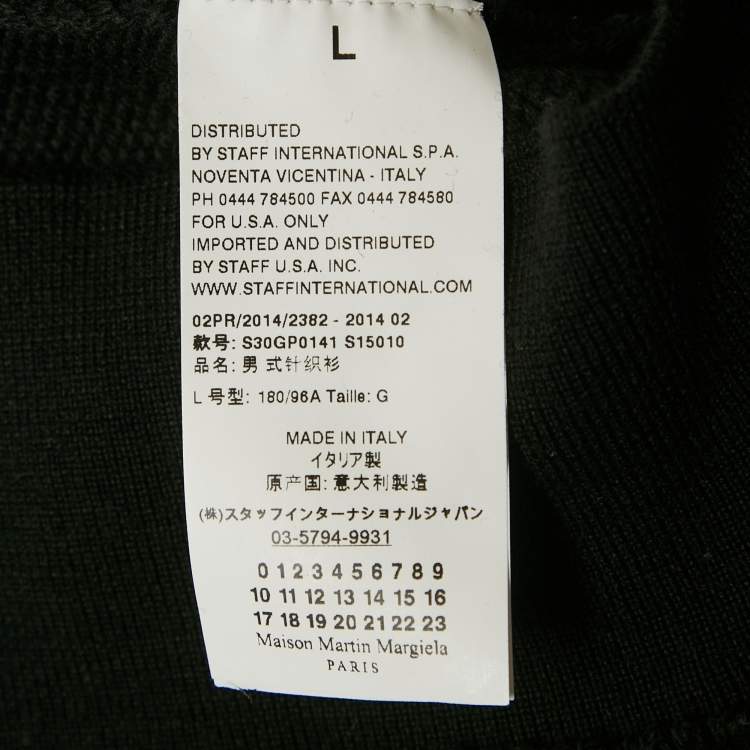 L
DISTRIBUTED
BY STAFF INTERNATIONAL S.P.A.
NOVENTA VICENTINA - ITALY
PH 0444 784500 FAX 0444 784580
FOR U.S.A. ONLY
IMPORTED AND DISTRIBUTED
BY STAFF U.S.A. INC.
WWW.STAFFINTERNATIONAL.COM
02PR/2014/2382 - 2014 02
款号: S30GP0141 S15010
品名: 男 式针织衫
L 号型: 180/96A Taille: G
MADE IN ITALY
イタリア製
原产国: 意大利製造
(株)スタッフインターナショナルジャパン
03-5794-9931
0 1 2 3 4 5 6 7 8 9
10 11 12 13 14 15 16
17 18 19 20 21 22 23
Maison Martin Margiela
PARIS